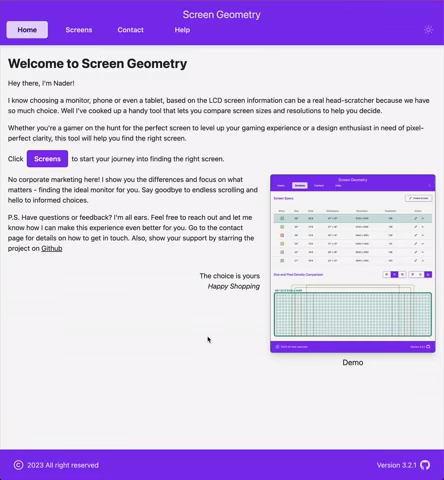 Screen Geometry
Home Screens Contact Help
Welcome to Screen Geometry
Hey there, I'm Nader!
I know choosing a monitor, phone or even a tablet, based on the LCD screen information can be a real head-scratcher because we have
so much choice. Well I've cooked up a handy tool that lets you compare screen sizes and resolutions to help you decide.
Whether you're a gamer on the hunt for the perfect screen to level up your gaming experience or a design enthusiast in need of pixel-
perfect clarity, this tool will help you find the right screen.
Click Screens to start your journey into finding the right screen.
No corporate marketing here! I show you the differences and focus on what
matters - finding the ideal monitor for you. Say goodbye to endless scrolling and
hello to informed choices.
P.S. Have questions or feedback? I'm all ears. Feel free to reach out and let me
know how I can make this experience even better for you. Go to the contact
page for details on how to get in touch. Also, show your support by starring the
project on Github
The choice is yours
Happy Shopping
Screen Geometry
Screens Contact Help
Size and Pixel Density Comparison
Demo
© 2023 All right reserved
Version 3.2.1